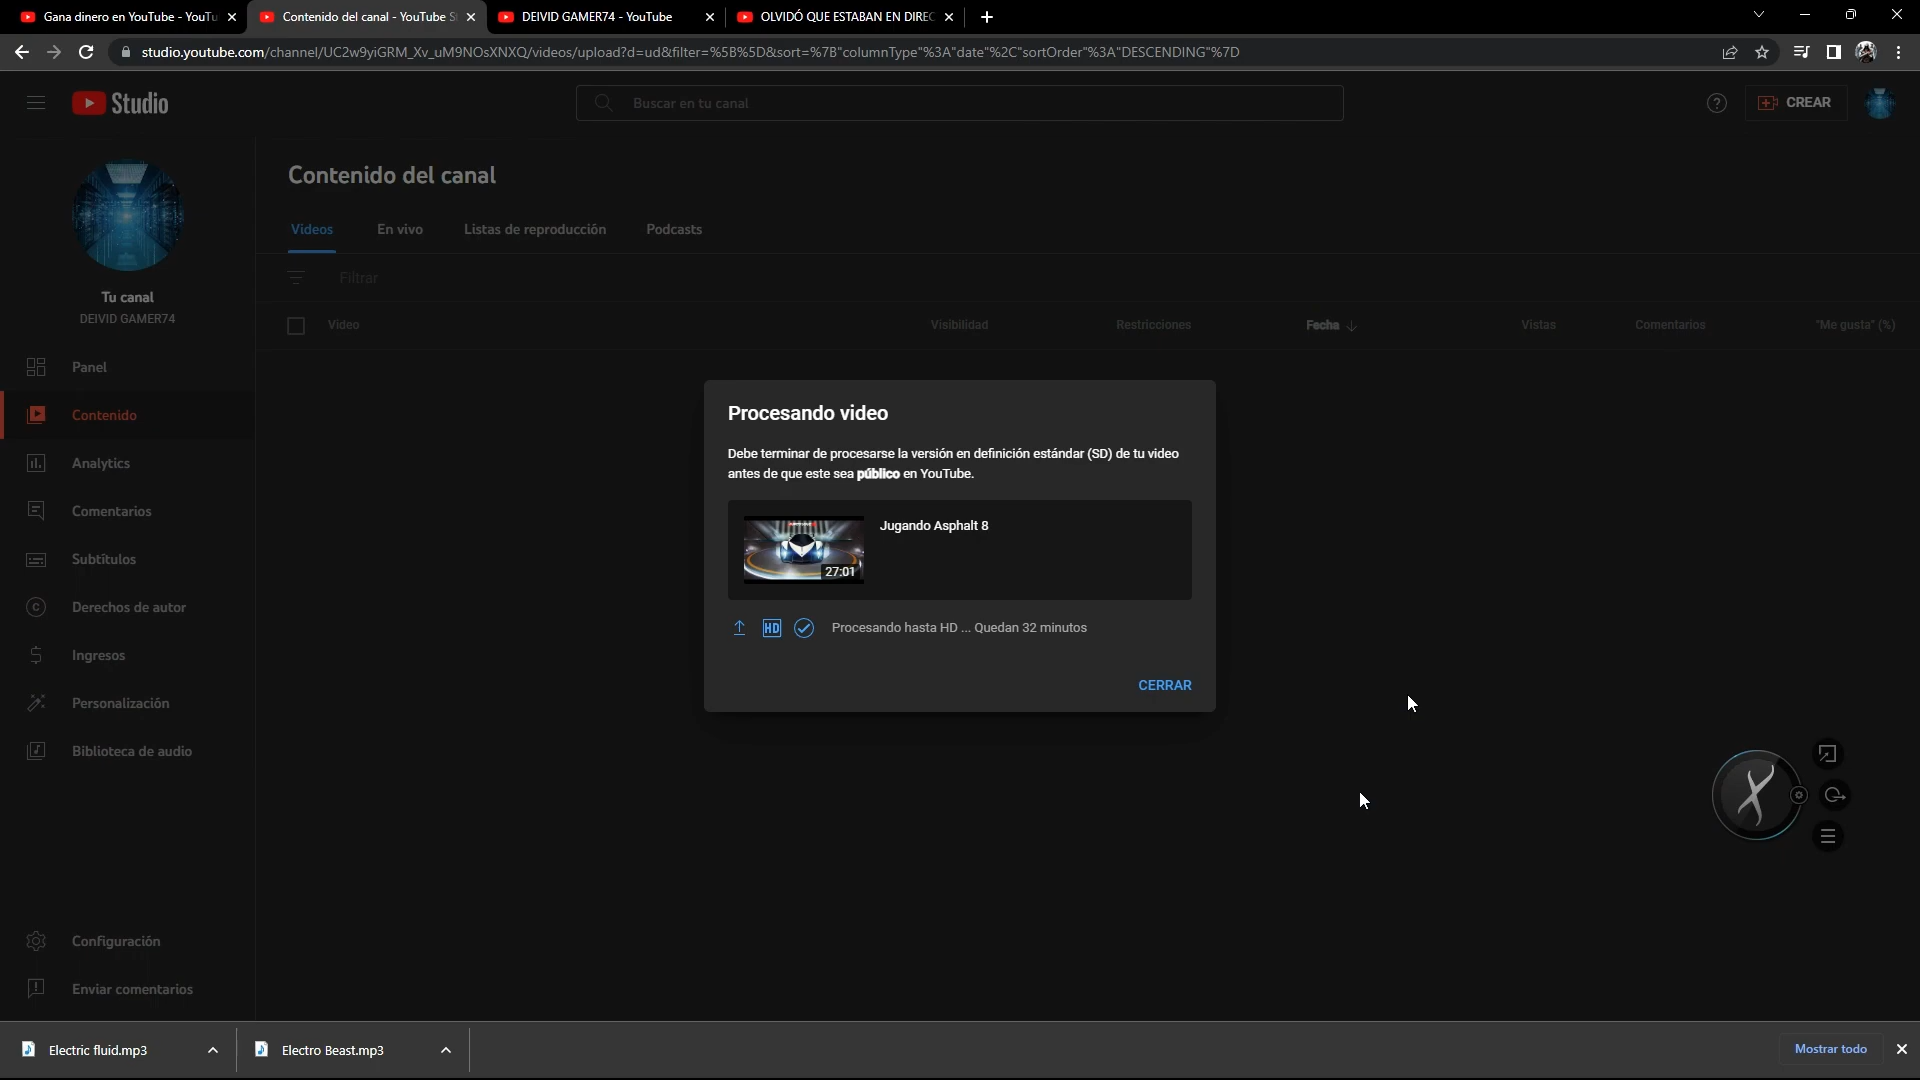 Gana dinero en YouTube - YouTu
Contenido del canal - YouTube S
DEIVID GAMER74 - YouTube
OLVIDÓ QUE ESTABAN EN DIREC
studio.youtube.com/channel/UC2w9yiGRM_Xv_uM9NOsXNXQ/videos/upload?d=ud&filter=%5B%5D&sort=%7B"columnType"%3A"date"%2C"sortOrder"%3A"DESCENDING"%7D
Studio
Buscar en tu canal
CREAR
Contenido del canal
Videos
En vivo
Listas de reproducción
Podcasts
Filtrar
Tu canal
DEIVID GAMER74
Video
Visibilidad
Restricciones
Fecha
Vistas
Comentarios
"Me gusta" (%)
Panel
Contenido
Analytics
Comentarios
Subtítulos
Derechos de autor
Ingresos
Personalización
Biblioteca de audio
Configuración
Enviar comentarios
Procesando video
Debe terminar de procesarse la versión en definición estándar (SD) de tu video
antes de que este sea público en YouTube.
Jugando Asphalt 8
27:01
HD
Procesando hasta HD ... Quedan 32 minutos
CERRAR
Electric fluid.mp3
Electro Beast.mp3
Mostrar todo